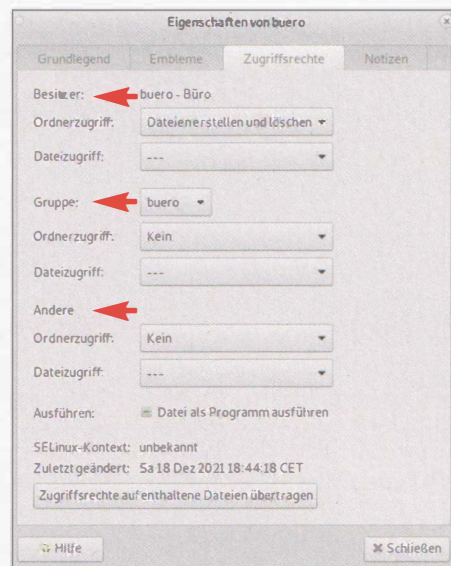 Eigenschaften von buero
Grundlegend Embleme Zugriffsrechte Notizen
Besitzer: buero - Büro
Ordnerzugriff: Dateien erstellen und löschen
Dateizugriff: ---
Gruppe: buero
Ordnerzugriff: Kein
Dateizugriff: ---
Andere
Ordnerzugriff: Kein
Dateizugriff: ---
Ausführen: Datei als Programm ausführen
SELinux-Kontext: unbekannt
Zuletzt geändert: Sa 18 Dez 2021 18:44:18 CET
Zugriffsrechte auf enthaltene Dateien übertragen
Hilfe Schließen